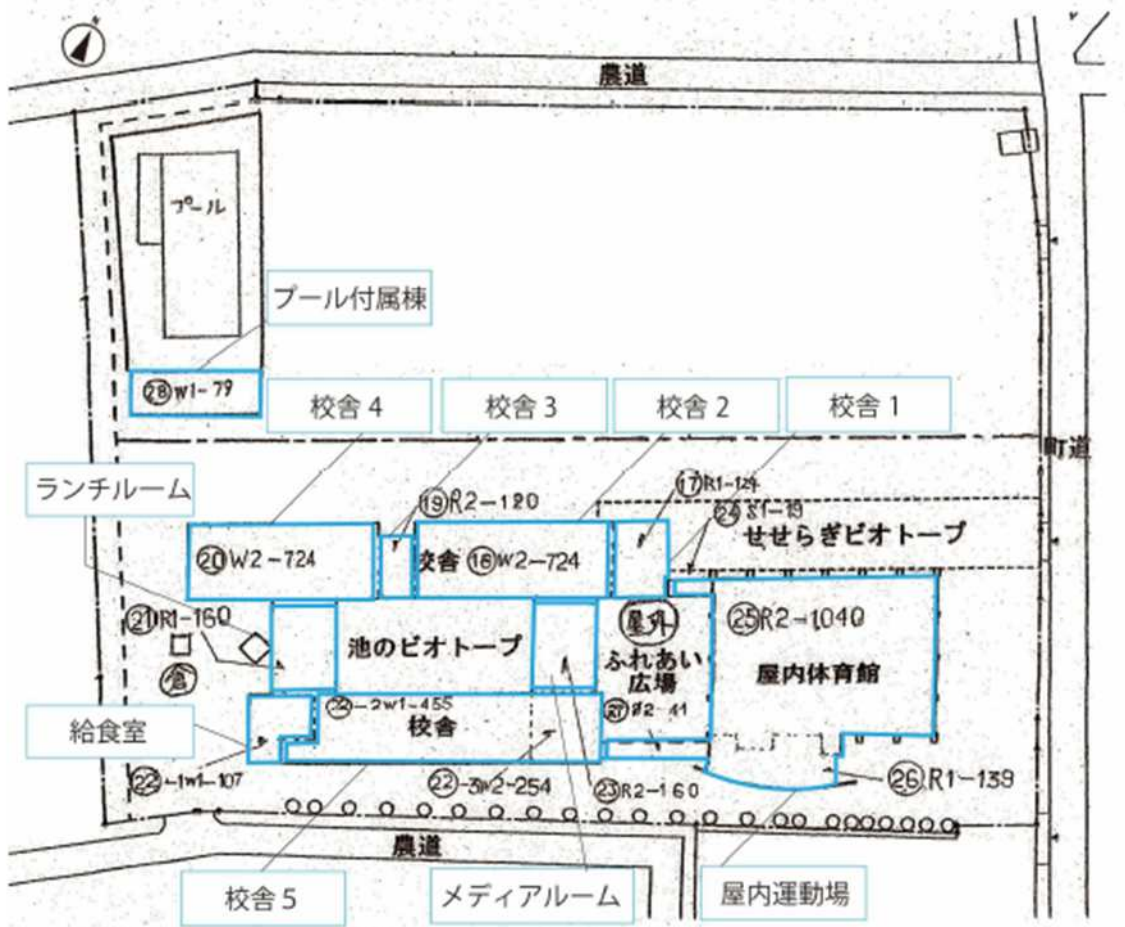 N
農道
プール
プール付属棟
㉘W1-79
校舎4
校舎3
校舎2
校舎1
町道
ランチルーム
⑲R2-120
⑰R1-124
㉔S1-19
せせらぎビオトープ
⑳W2-724
校舎
⑱W2-724
㉑R1-160
池のビオトープ
屋外
ふれあい
広場
㉕R2-1040
屋内体育館
倉
㉒-2W1-455
校舎
給食室
㉒-1W1-107
㉒-3W2-254
㉓R2-160
㉖R1-139
農道
校舎5
メディアルーム
屋内運動場